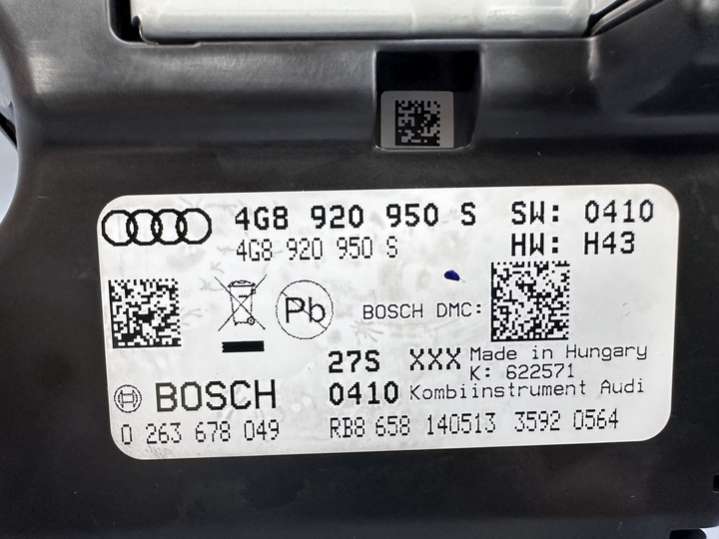 4G8 920 950 S SW: 0410
4G8 920 950 S HW: H43
Pb BOSCH DMC:
27S XXX Made in Hungary
K: 622571
BOSCH 0410 Kombiinstrument Audi
0 263 678 049 RB8 658 140513 3592 0564